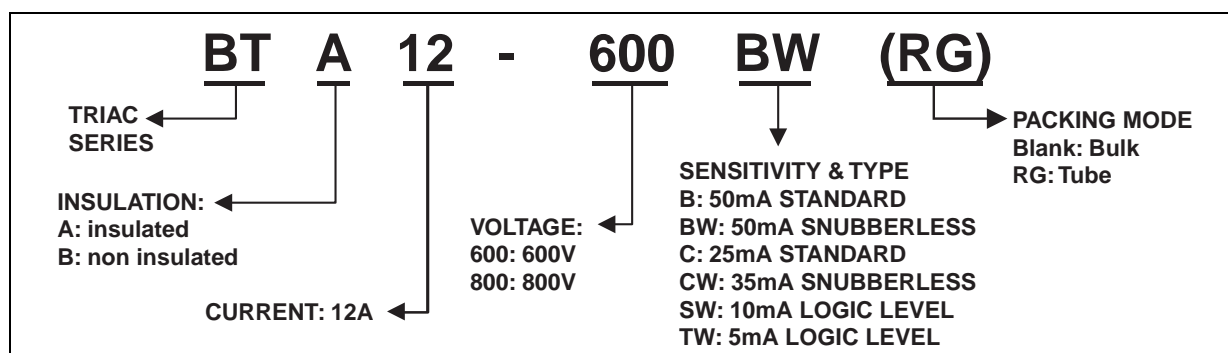 BT A 12 - 600 BW (RG)
TRIAC
SERIES
INSULATION:
A: insulated
B: non insulated
CURRENT: 12A
VOLTAGE:
600: 600V
800: 800V
SENSITIVITY & TYPE
B: 50mA STANDARD
BW: 50mA SNUBBERLESS
C: 25mA STANDARD
CW: 35mA SNUBBERLESS
SW: 10mA LOGIC LEVEL
TW: 5mA LOGIC LEVEL
PACKING MODE
Blank: Bulk
RG: Tube